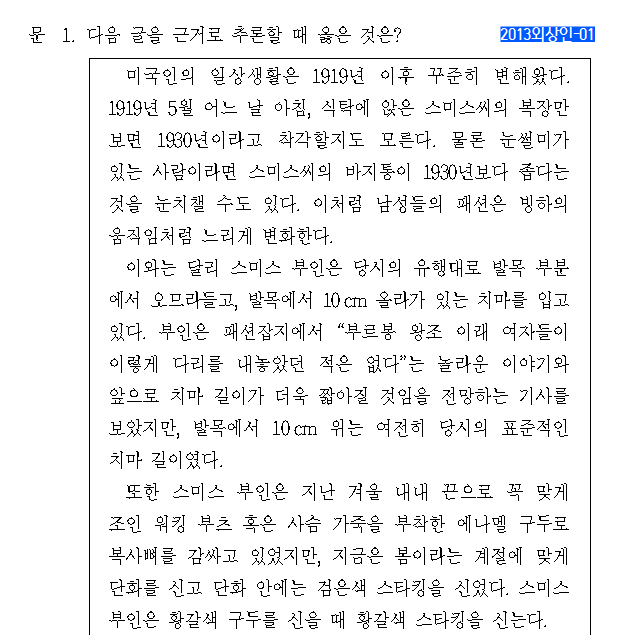 문 1. 다음 글을 근거로 추론할 때 옳은 것은?
2013외상인-01
미국인의 일상생활은 1919년 이후 꾸준히 변해왔다.
1919년 5월 어느 날 아침, 식탁에 앉은 스미스씨의 복장만
보면 1930년이라고 착각할지도 모른다. 물론 눈썰미가
있는 사람이라면 스미스씨의 바지통이 1930년보다 좁다는
것을 눈치챌 수도 있다. 이처럼 남성들의 패션은 빙하의
움직임처럼 느리게 변화한다.
이와는 달리 스미스 부인은 당시의 유행대로 발목 부분
에서 오므라들고, 발목에서 10 cm 올라가 있는 치마를 입고
있다. 부인은 패션잡지에서 “부르봉 왕조 이래 여자들이
이렇게 다리를 내놓았던 적은 없다”는 놀라운 이야기와
앞으로 치마 길이가 더욱 짧아질 것임을 전망하는 기사를
보았지만, 발목에서 10 cm 위는 여전히 당시의 표준적인
치마 길이였다.
또한 스미스 부인은 지난 겨울 내내 끈으로 꼭 맞게
조인 워킹 부츠 혹은 사슴 가죽을 부착한 에나멜 구두로
복사뼈를 감싸고 있었지만, 지금은 봄이라는 계절에 맞게
단화를 신고 단화 안에는 검은색 스타킹을 신었다. 스미스
부인은 황갈색 구두를 신을 때 황갈색 스타킹을 신는다.